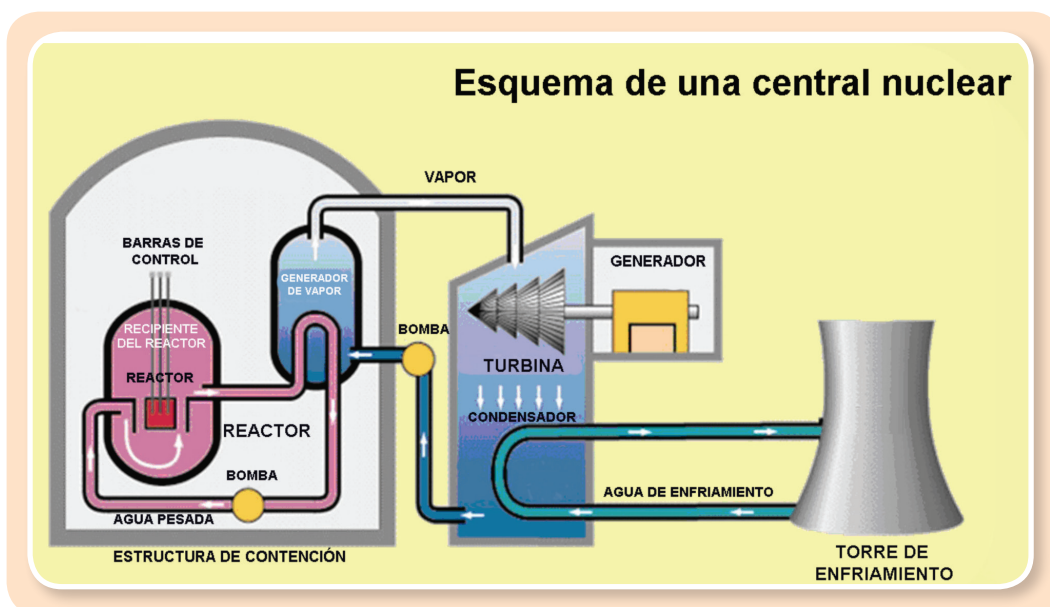 Esquema de una central nuclear
VAPOR
BARRAS DE
CONTROL
GENERADOR
DE VAPOR
GENERADOR
RECIPIENTE
DEL REACTOR
BOMBA
TURBINA
REACTOR
CONDENSADOR
REACTOR
BOMBA
AGUA DE ENFRIAMIENTO
AGUA PESADA
ESTRUCTURA DE CONTENCIÓN
TORRE DE
ENFRIAMIENTO